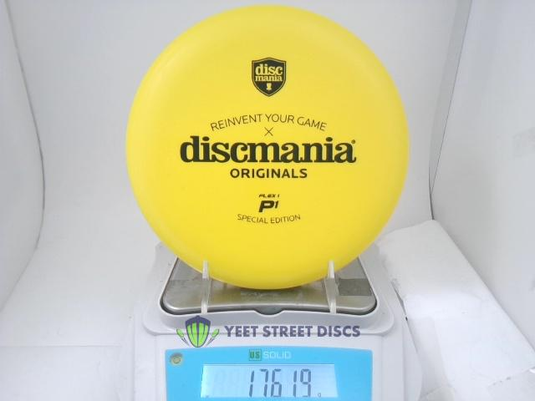 disc
mania
REINVENT YOUR GAME
X
discmania®
ORIGINALS
FLEX 1
P1
SPECIAL EDITION
YEET STREET DISCS
US SOLID
176.19 g